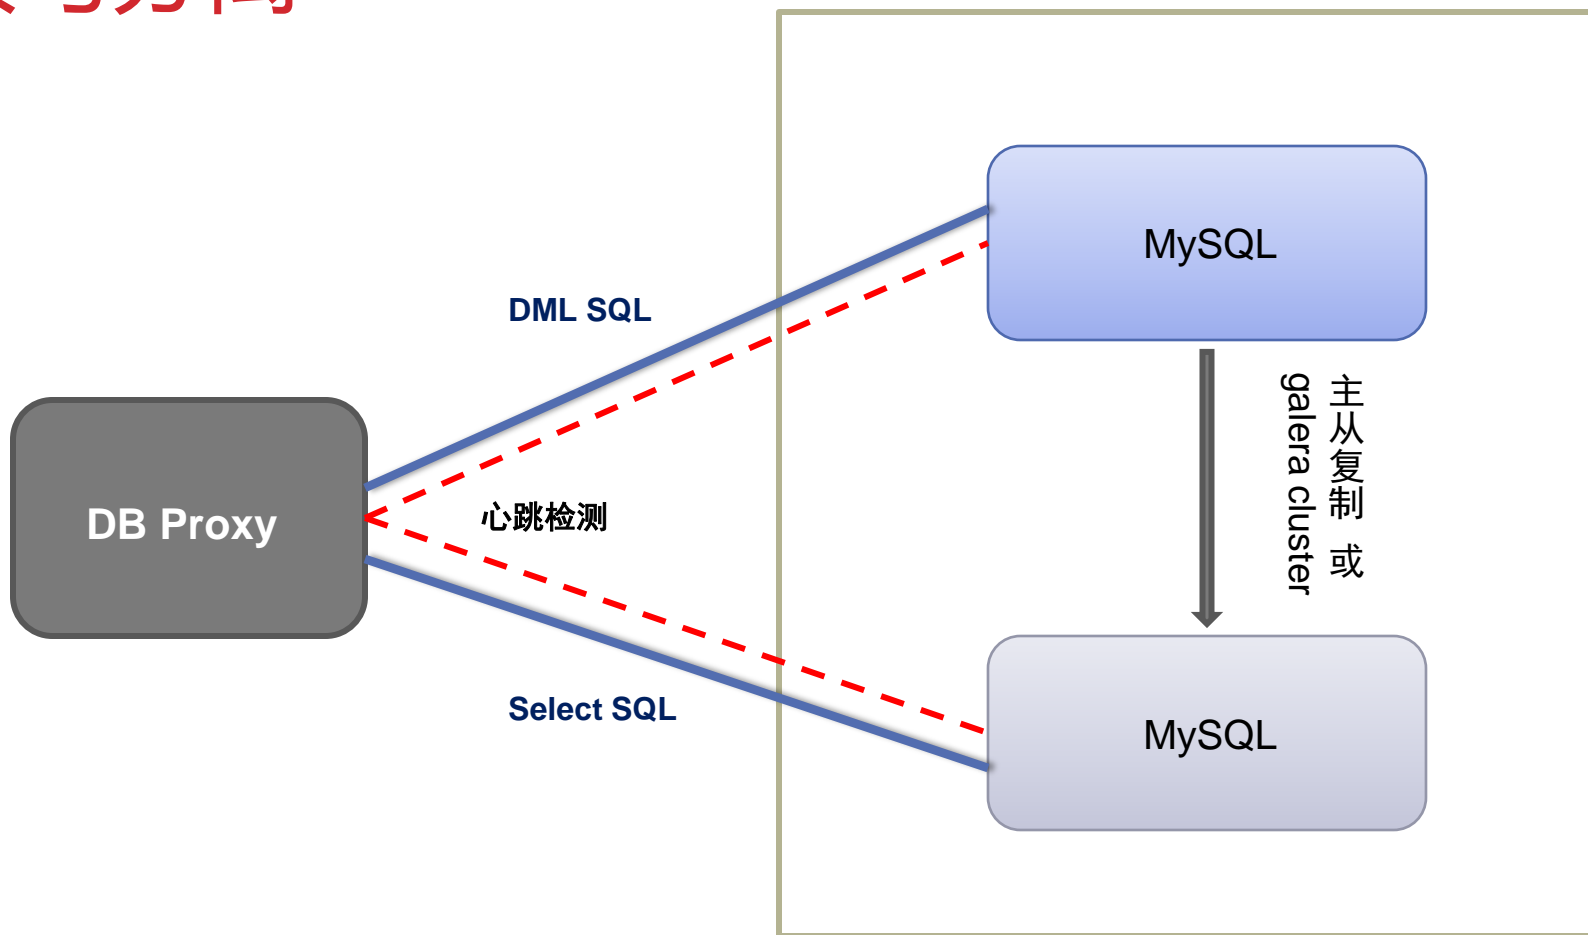 MySQL
DML SQL
主从复制 或
galera cluster
DB Proxy
心跳检测
Select SQL
MySQL